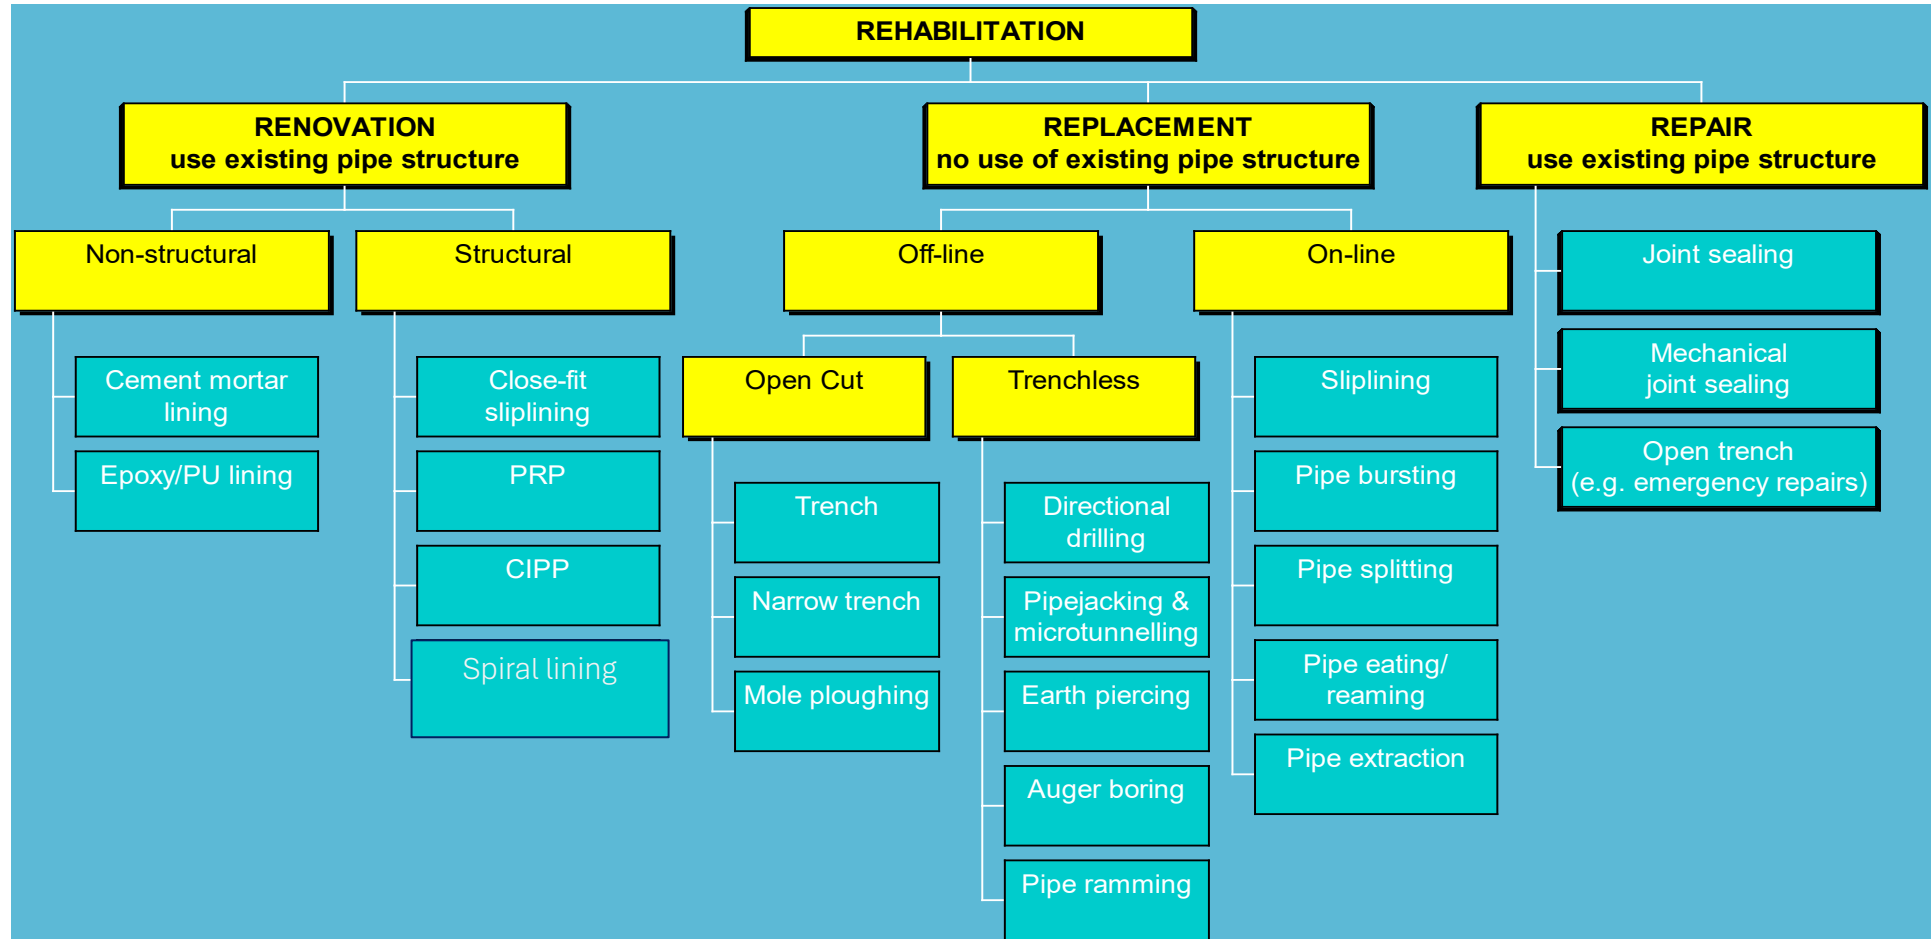 REHABILITATION
RENOVATION
use existing pipe structure
REPLACEMENT
no use of existing pipe structure
REPAIR
use existing pipe structure
Non-structural
Structural
Off-line
On-line
Cement mortar
lining
Epoxy/PU lining
Close-fit
sliplining
PRP
CIPP
Spiral lining
Open Cut
Trenchless
Trench
Narrow trench
Mole ploughing
Directional
drilling
Pipejacking &
microtunnelling
Earth piercing
Auger boring
Pipe ramming
Sliplining
Pipe bursting
Pipe splitting
Pipe eating/
reaming
Pipe extraction
Joint sealing
Mechanical
joint sealing
Open trench
(e.g. emergency repairs)